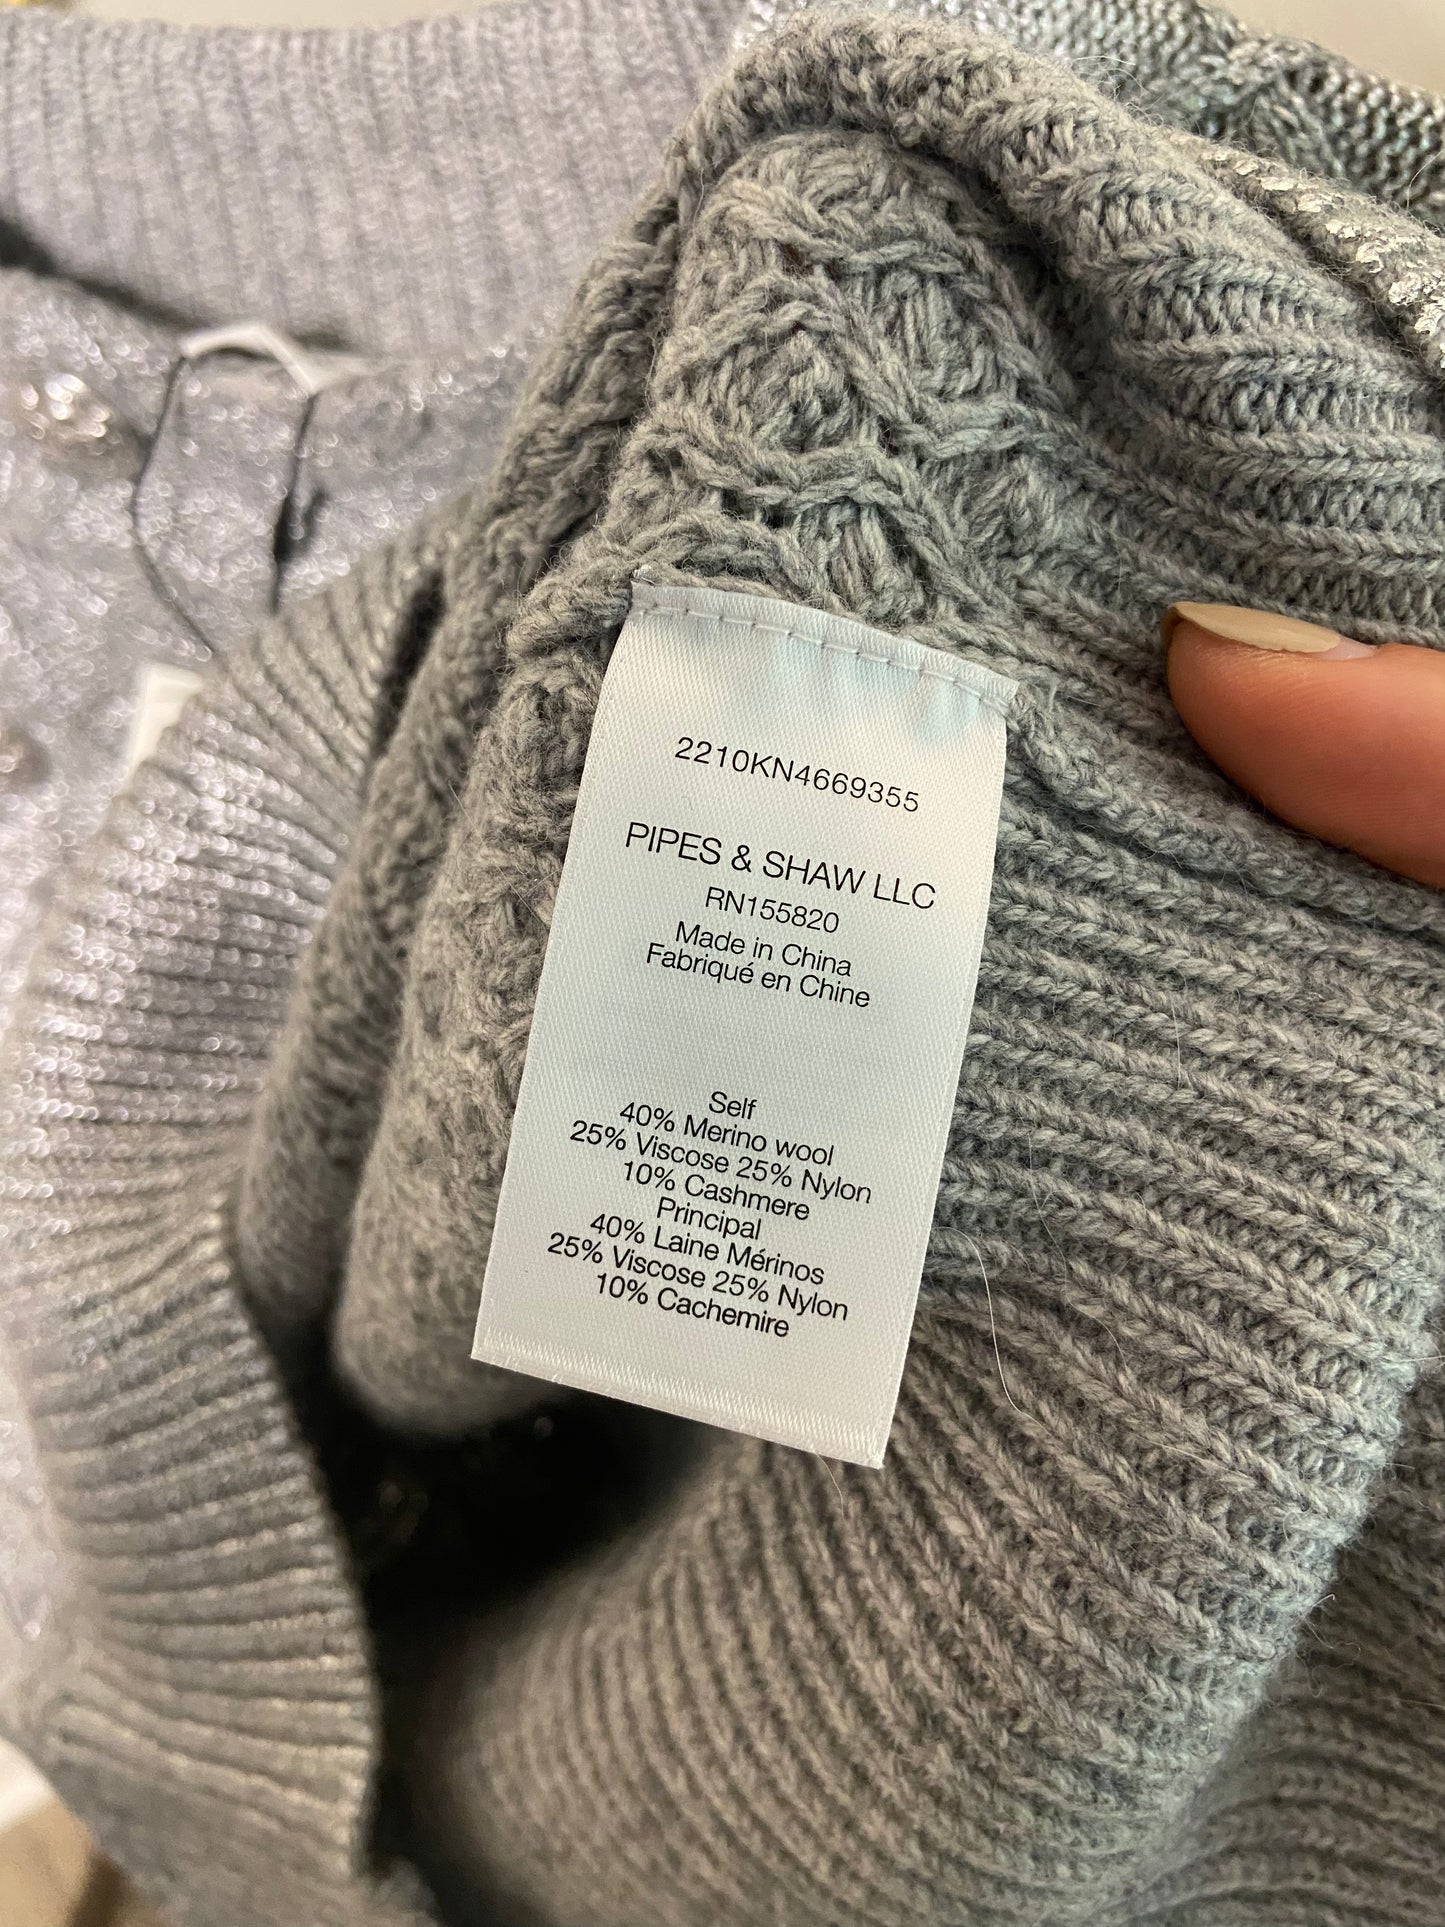 2210KN4669355
PIPES & SHAW LLC
RN155820
Made in China
Fabriqué en Chine
Self
40% Merino wool
25% Viscose 25% Nylon
10% Cashmere
Principal
40% Laine Mérinos
25% Viscose 25% Nylon
10% Cachemire